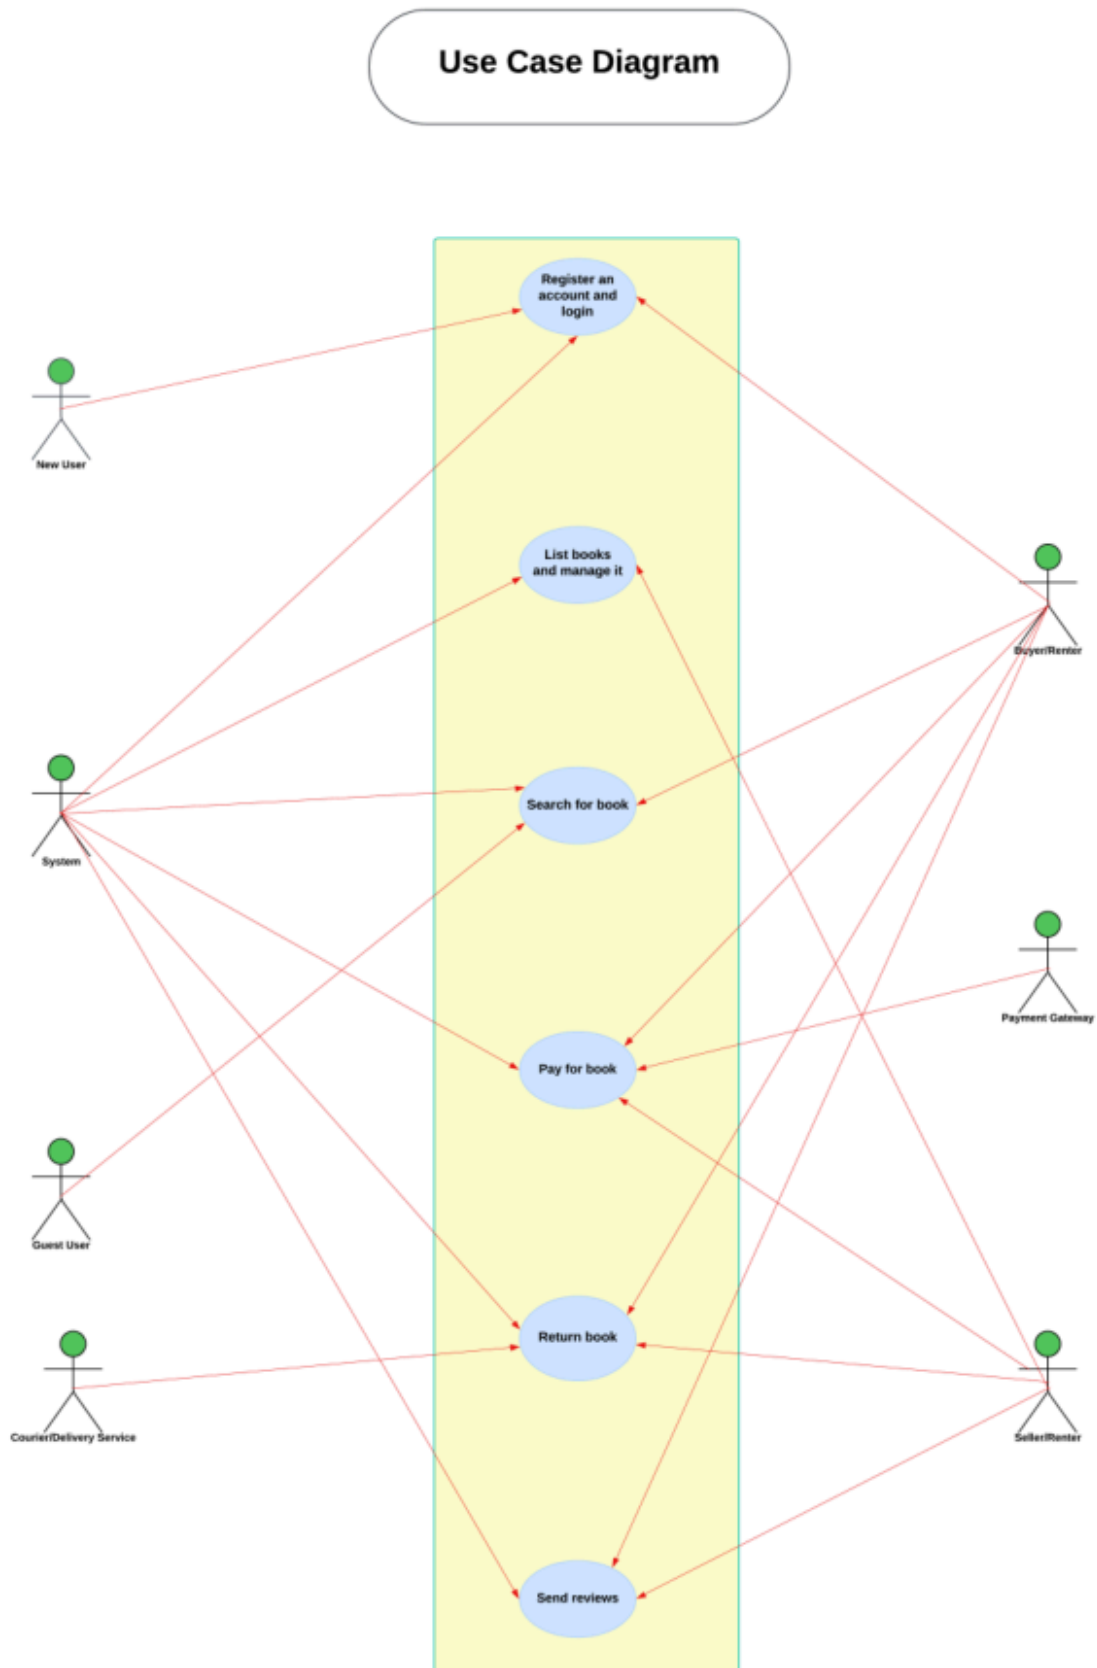 Use Case Diagram
Register an
account and
login
New User
List books
and manage it
Buyer/Renter
Search for book
System
Payment Gateway
Pay for book
Guest User
Return book
Courier/Delivery Service
Seller/Renter
Send reviews